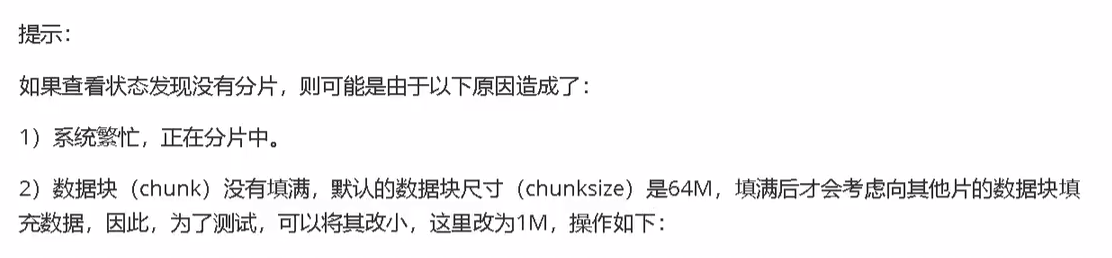 提示：
如果查看状态发现没有分片，则可能是由于以下原因造成了：
1）系统繁忙，正在分片中。
2）数据块（chunk）没有填满，默认的数据块尺寸（chunksize）是64M，填满后才会考虑向其他片的数据块填
充数据，因此，为了测试，可以将其改小，这里改为1M，操作如下：